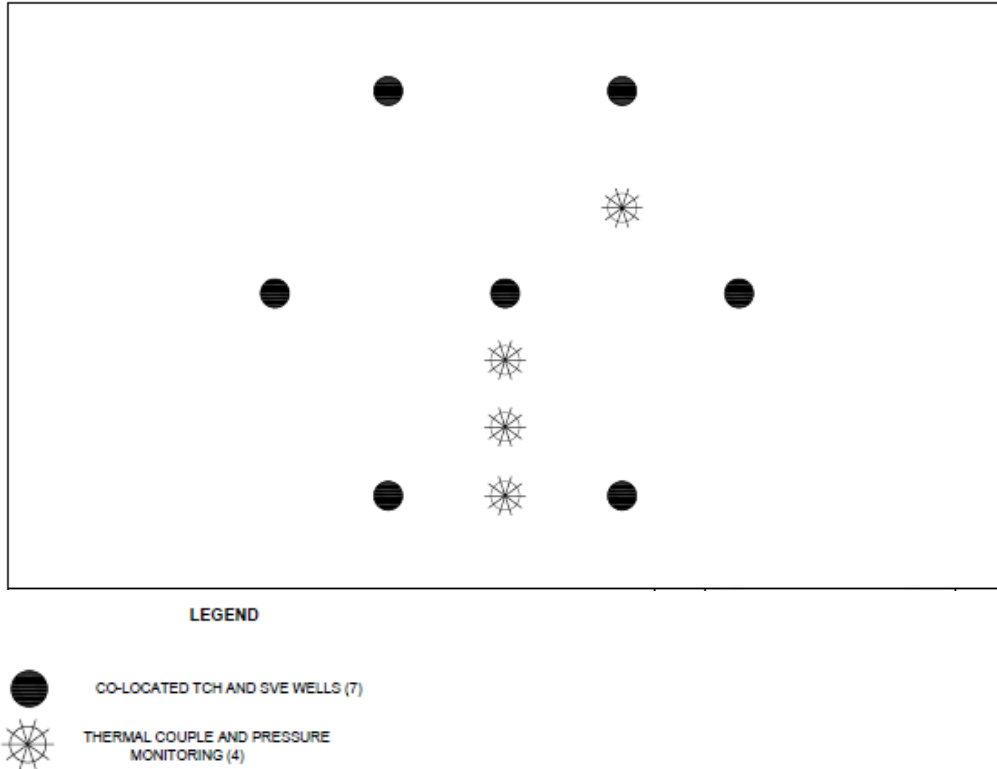 LEGEND
CO-LOCATED TCH AND SVE WELLS (7)
THERMAL COUPLE AND PRESSURE
MONITORING (4)